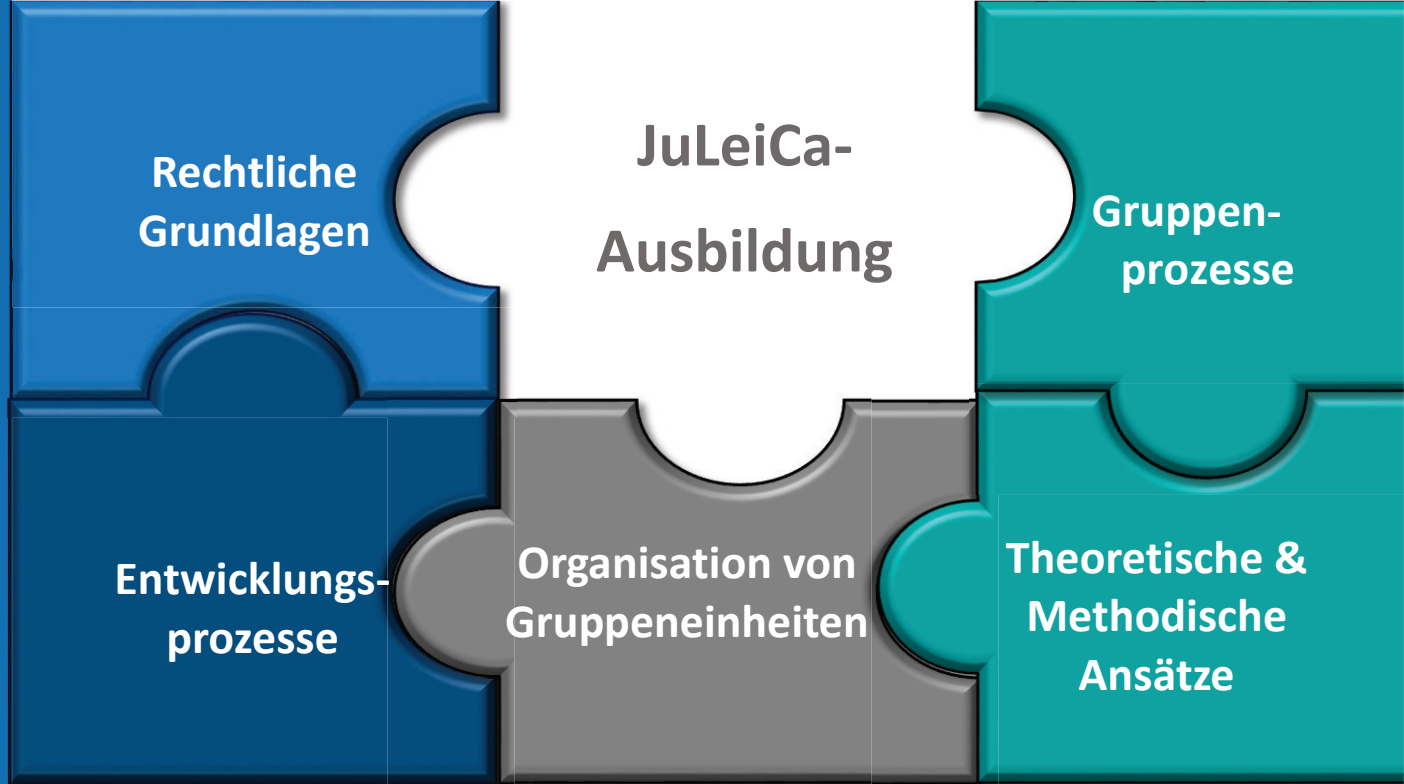 Rechtliche
Grundlagen
JuLeiCa-
Ausbildung
Gruppen-
prozesse
Entwicklungs-
prozesse
Organisation von
Gruppeneinheiten
Theoretische &
Methodische
Ansätze